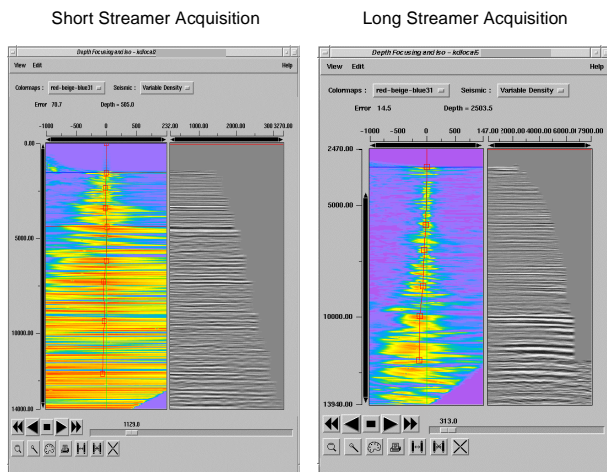 Short Streamer Acquisition
Depth Focusing and Iso – kdfocal2
View Edit Help
Colormaps : red-beige-blue31 Seismic : Variable Density
Error 70.7 Depth = 505.0
-1000 -500 0 500 232.00 1000.00 2000.00 300 3270.00
0.00
5000.00
10000.00
14000.00
1129.0
Long Streamer Acquisition
Depth Focusing and Iso – kdfocal5
View Edit Help
Colormaps : red-beige-blue31 Seismic : Variable Density
Error 14.5 Depth = 2503.5
-1000 -500 0 500 147.00 2000.00 4000.00 6000.00 7900.00
2470.00
5000.00
10000.00
13940.00
313.0